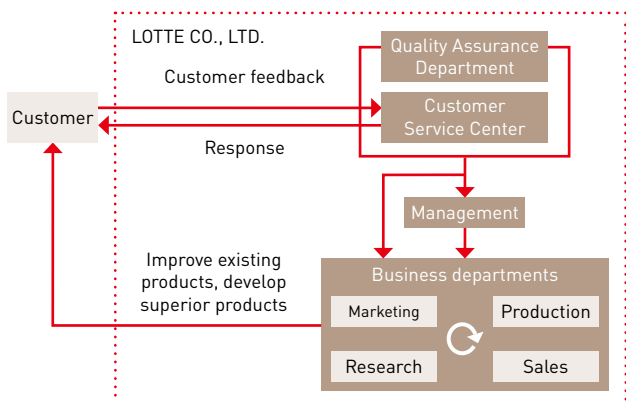 LOTTE CO., LTD.
Quality Assurance
Department
Customer feedback
Customer
Customer
Service Center
Response
Management
Improve existing
products, develop
superior products
Business departments
Marketing
Production
Research
Sales